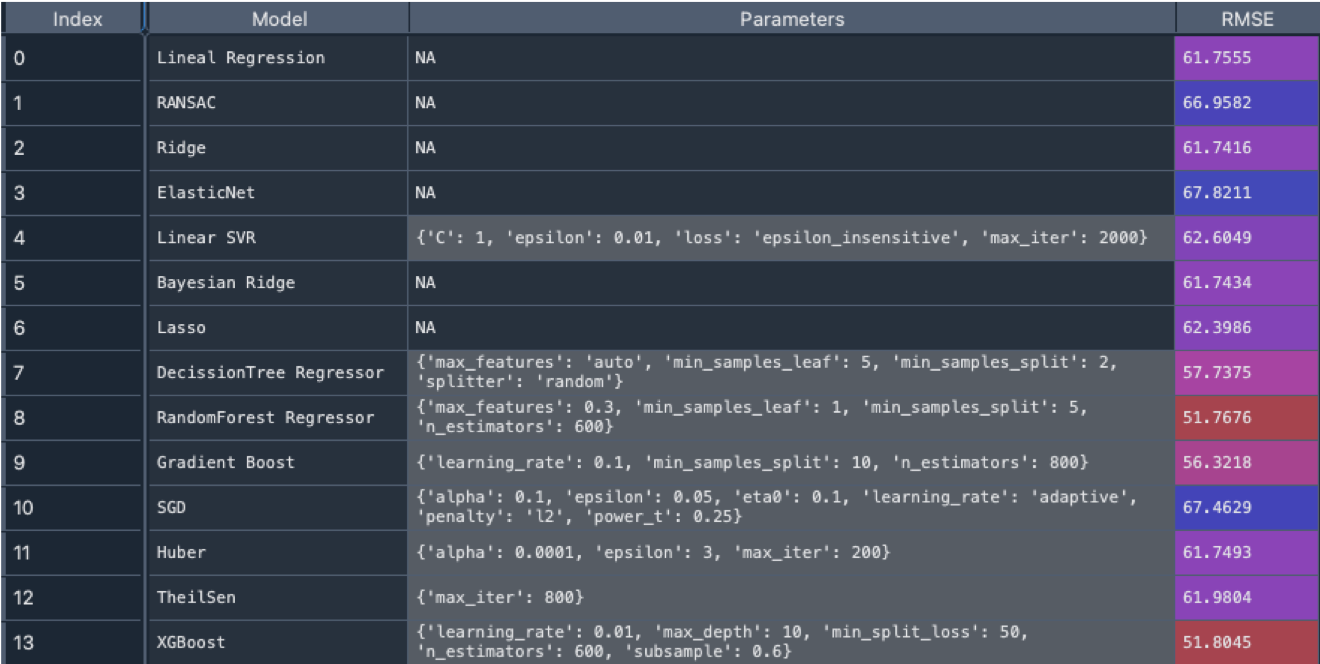 Index Model Parameters RMSE
0 Lineal Regression NA 61.7555
1 RANSAC NA 66.9582
2 Ridge NA 61.7416
3 ElasticNet NA 67.8211
4 Linear SVR {'C': 1, 'epsilon': 0.01, 'loss': 'epsilon_insensitive', 'max_iter': 2000} 62.6049
5 Bayesian Ridge NA 61.7434
6 Lasso NA 62.3986
7 DecissionTree Regressor {'max_features': 'auto', 'min_samples_leaf': 5, 'min_samples_split': 2,
'splitter': 'random'} 57.7375
8 RandomForest Regressor {'max_features': 0.3, 'min_samples_leaf': 1, 'min_samples_split': 5,
'n_estimators': 600} 51.7676
9 Gradient Boost {'learning_rate': 0.1, 'min_samples_split': 10, 'n_estimators': 800} 56.3218
10 SGD {'alpha': 0.1, 'epsilon': 0.05, 'eta0': 0.1, 'learning_rate': 'adaptive',
'penalty': 'l2', 'power_t': 0.25} 67.4629
11 Huber {'alpha': 0.0001, 'epsilon': 3, 'max_iter': 200} 61.7493
12 TheilSen {'max_iter': 800} 61.9804
13 XGBoost {'learning_rate': 0.01, 'max_depth': 10, 'min_split_loss': 50,
'n_estimators': 600, 'subsample': 0.6} 51.8045